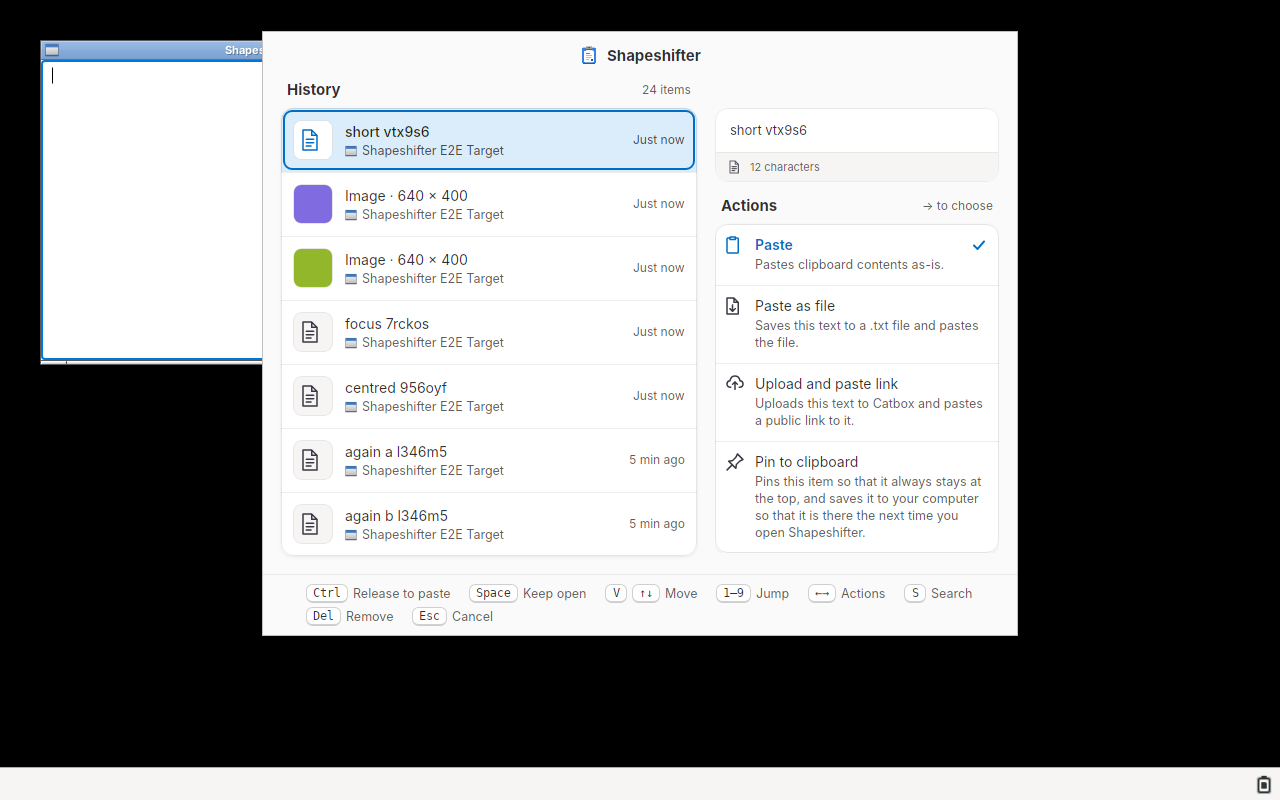 Shapes
Shapeshifter
History
24 items
short vtx9s6
Shapeshifter E2E Target
Just now
Image · 640 × 400
Shapeshifter E2E Target
Just now
Image · 640 × 400
Shapeshifter E2E Target
Just now
focus 7rckos
Shapeshifter E2E Target
Just now
centred 956oyf
Shapeshifter E2E Target
Just now
again a l346m5
Shapeshifter E2E Target
5 min ago
again b l346m5
Shapeshifter E2E Target
5 min ago
short vtx9s6
12 characters
Actions
→ to choose
Paste
Pastes clipboard contents as-is.
Paste as file
Saves this text to a .txt file and pastes
the file.
Upload and paste link
Uploads this text to Catbox and pastes
a public link to it.
Pin to clipboard
Pins this item so that it always stays at
the top, and saves it to your computer
so that it is there the next time you
open Shapeshifter.
Ctrl Release to paste Space Keep open V ↑↓ Move 1–9 Jump ←→ Actions S Search
Del Remove Esc Cancel